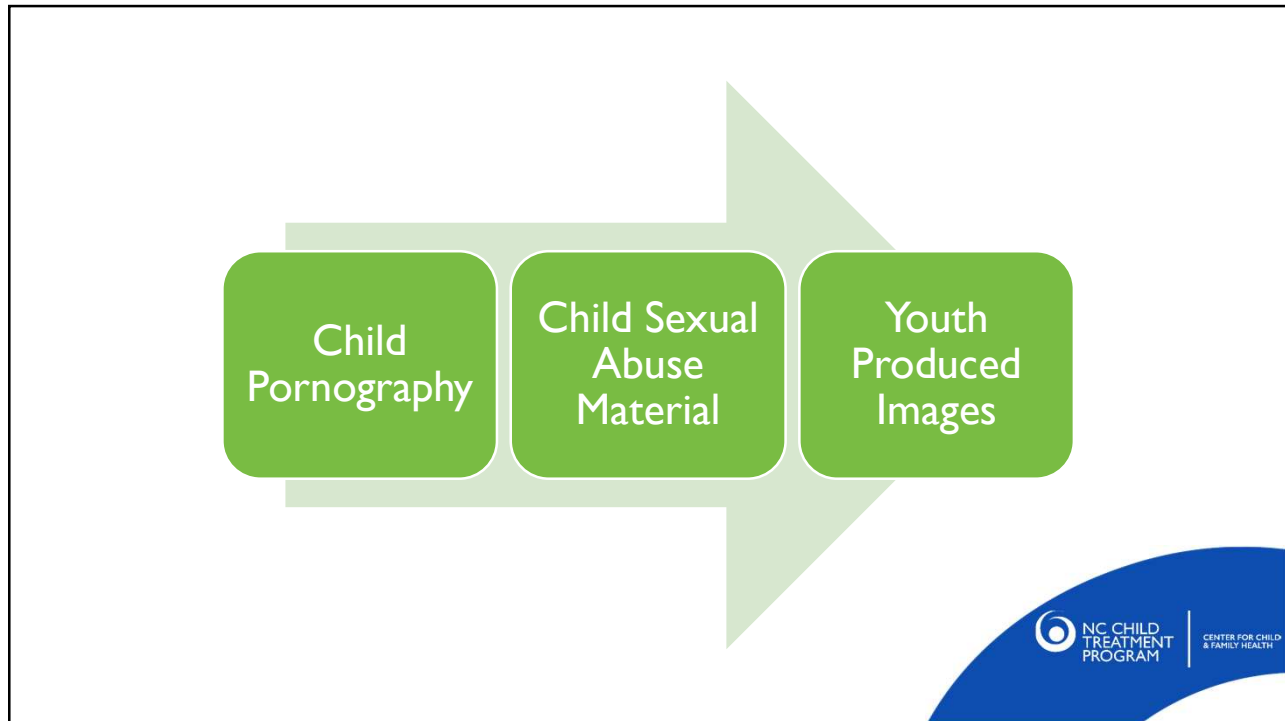 Child
Pornography
Child Sexual
Abuse
Material
Youth
Produced
Images
NC CHILD
TREATMENT
PROGRAM
CENTER FOR CHILD
& FAMILY HEALTH